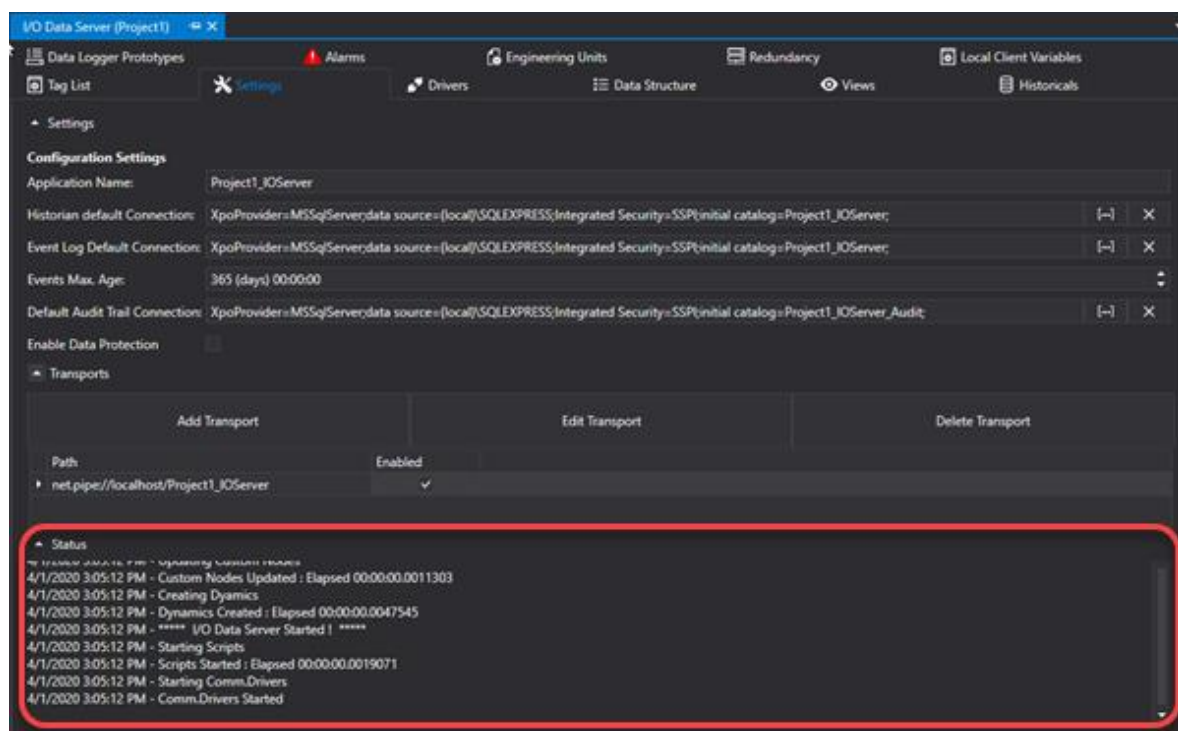 I/O Data Server (Project1)
Data Logger Prototypes Alarms Engineering Units Redundancy Local Client Variables
Tag List Settings Drivers Data Structure Views Historicals
Settings
Configuration Settings
Application Name: Project1_IOServer
Historian default Connection: XpoProvider=MSSqlServer;data source=(local)\SQLEXPRESS;Integrated Security=SSPI;initial catalog=Project1_IOServer;
Event Log Default Connection: XpoProvider=MSSqlServer;data source=(local)\SQLEXPRESS;Integrated Security=SSPI;initial catalog=Project1_IOServer;
Events Max. Age: 365 (days) 00:00:00
Default Audit Trail Connection: XpoProvider=MSSqlServer;data source=(local)\SQLEXPRESS;Integrated Security=SSPI;initial catalog=Project1_IOServer_Audit;
Enable Data Protection
Transports
Add Transport Edit Transport Delete Transport
Path Enabled
net.pipe://localhost/Project1_IOServer
Status
4/1/2020 3:05:12 PM - Updating Custom Nodes
4/1/2020 3:05:12 PM - Custom Nodes Updated : Elapsed 00:00:00.0011303
4/1/2020 3:05:12 PM - Creating Dyamics
4/1/2020 3:05:12 PM - Dynamics Created : Elapsed 00:00:00.0047545
4/1/2020 3:05:12 PM - ***** I/O Data Server Started ! *****
4/1/2020 3:05:12 PM - Starting Scripts
4/1/2020 3:05:12 PM - Scripts Started : Elapsed 00:00:00.0019071
4/1/2020 3:05:12 PM - Starting Comm.Drivers
4/1/2020 3:05:12 PM - Comm.Drivers Started